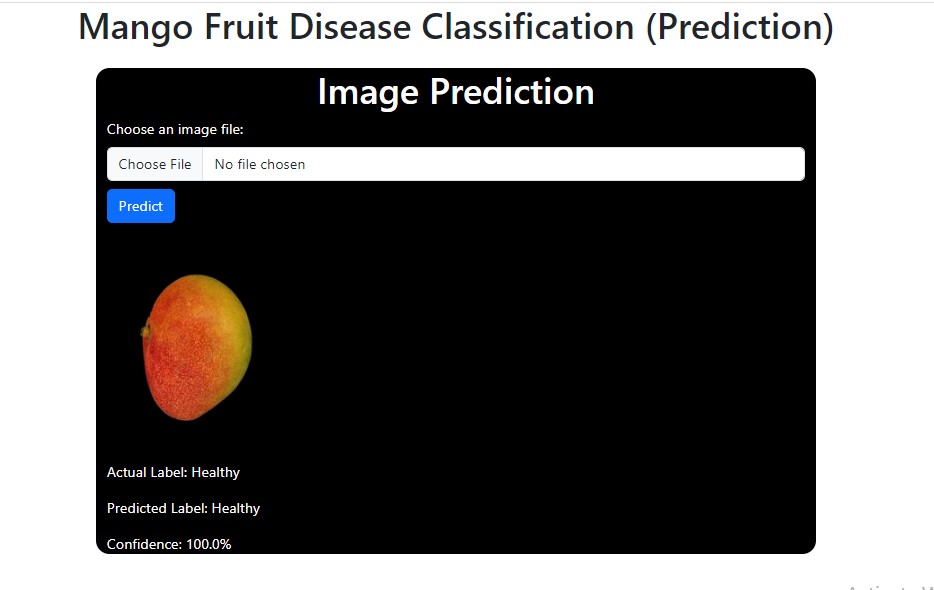 Mango Fruit Disease Classification (Prediction)
Image Prediction
Choose an image file:
Choose File No file chosen
Predict
Actual Label: Healthy
Predicted Label: Healthy
Confidence: 100.0%